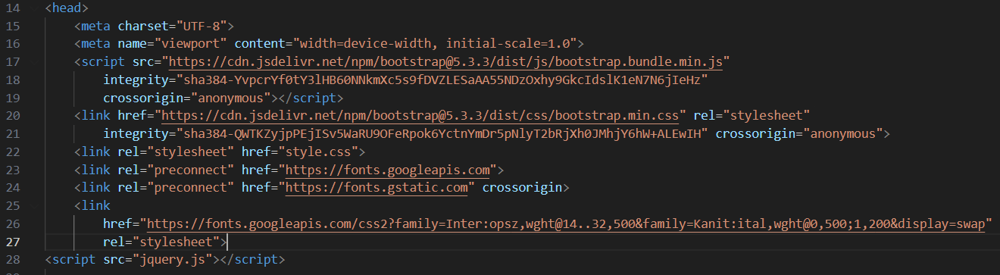 14 <head>
15 <meta charset="UTF-8">
16 <meta name="viewport" content="width=device-width, initial-scale=1.0">
17 <script src="https://cdn.jsdelivr.net/npm/bootstrap@5.3.3/dist/js/bootstrap.bundle.min.js"
18 integrity="sha384-YvpcrYf0tY3lHB60NNkmXc5s9fDVZLESaAA55NDzOxhy9GkcIdslK1eN7N6jIeHz"
19 crossorigin="anonymous"></script>
20 <link href="https://cdn.jsdelivr.net/npm/bootstrap@5.3.3/dist/css/bootstrap.min.css" rel="stylesheet"
21 integrity="sha384-QWTKZyjpPEjISv5WaRU9OFeRpok6YctnYmDr5pNlyT2bRjXh0JMhjY6hW+ALEwIH" crossorigin="anonymous">
22 <link rel="stylesheet" href="style.css">
23 <link rel="preconnect" href="https://fonts.googleapis.com">
24 <link rel="preconnect" href="https://fonts.gstatic.com" crossorigin>
25 <link
26 href="https://fonts.googleapis.com/css2?family=Inter:opsz,wght@14..32,500&family=Kanit:ital,wght@0,500;1,200&display=swap"
27 rel="stylesheet">
28 <script src="jquery.js"></script>